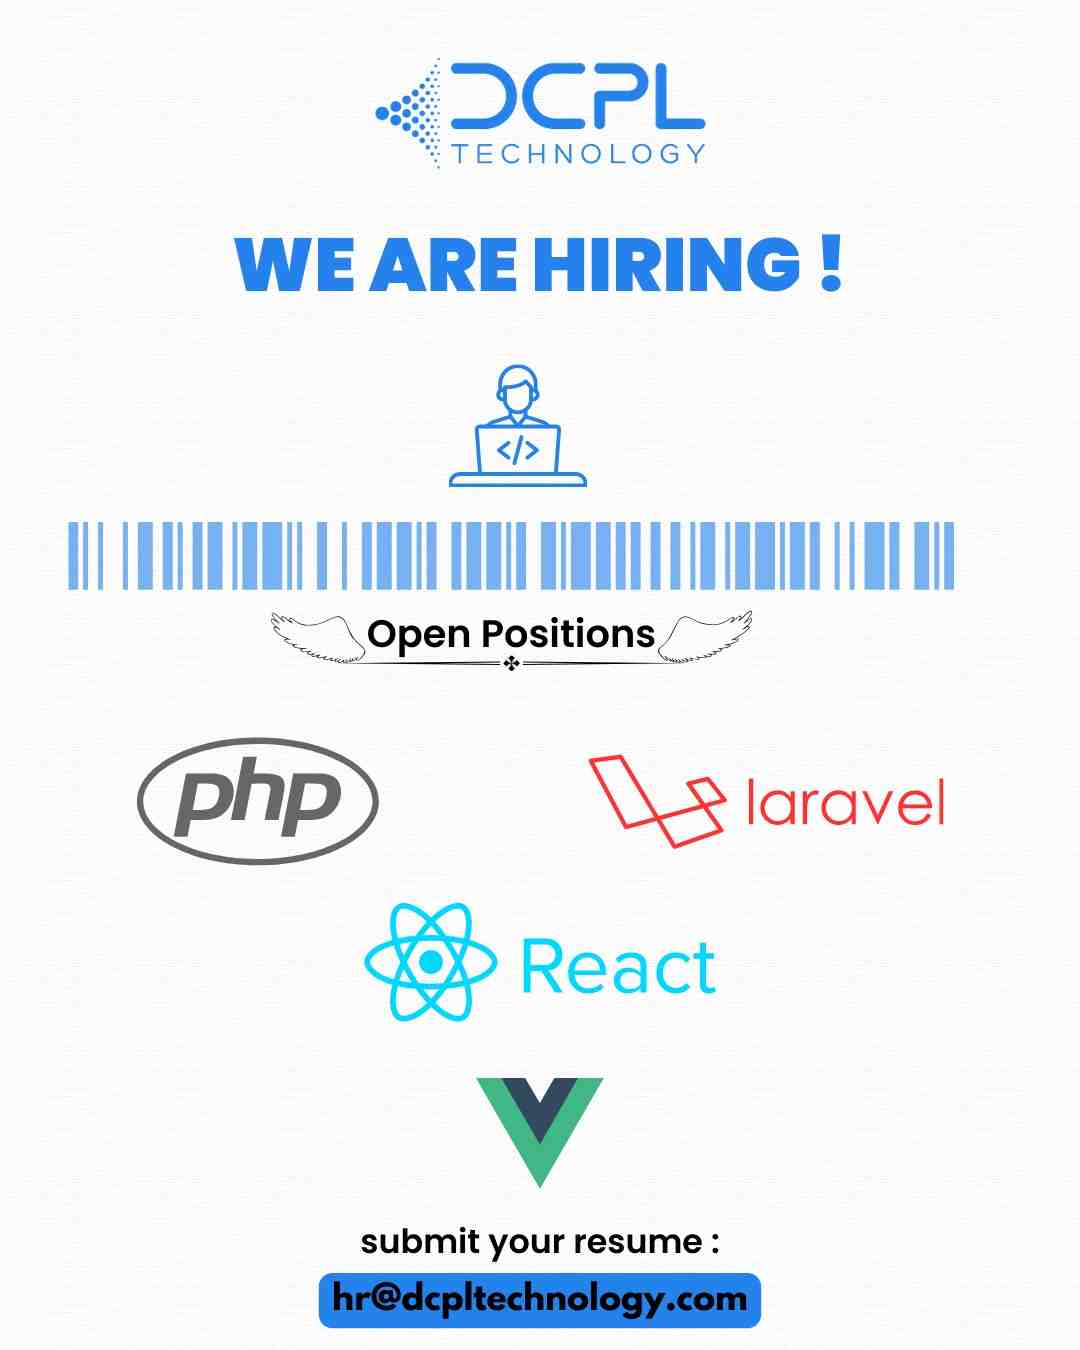 DCPL
TECHNOLOGY
WE ARE HIRING !
</>
Open Positions
php
laravel
React
submit your resume :
hr@dcpltechnology.com